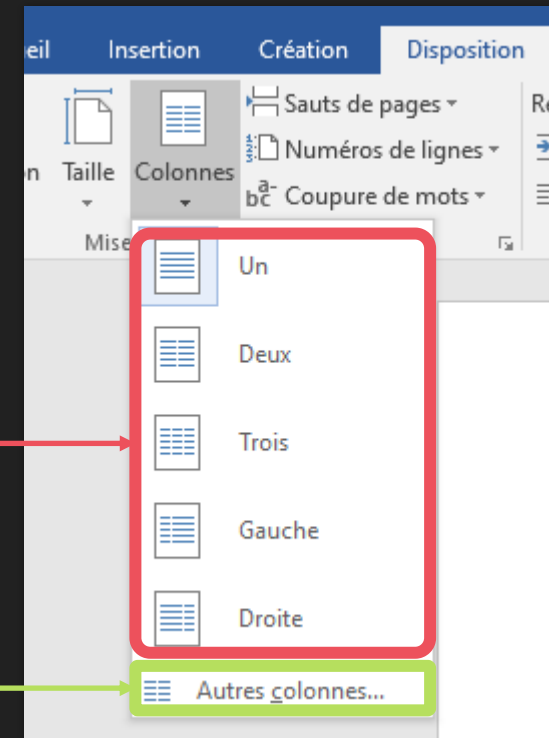 eil Insertion Création Disposition
Sauts de pages
Numéros de lignes
n Taille Colonnes
Coupure de mots
Mise
Un
Deux
Trois
Gauche
Droite
Autres colonnes...